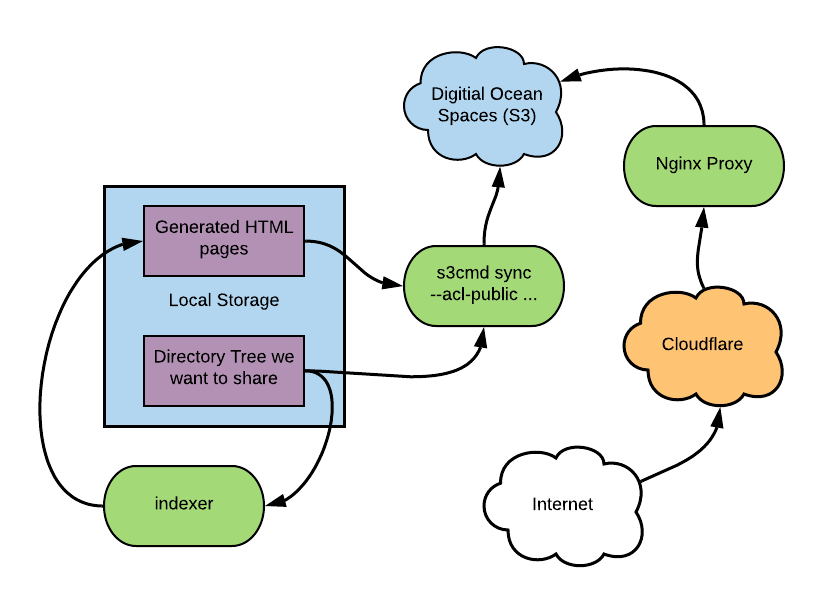 Digitial Ocean
Spaces (S3)
Nginx Proxy
Generated HTML
pages
s3cmd sync
--acl-public ...
Local Storage
Directory Tree we
want to share
Cloudflare
indexer
Internet